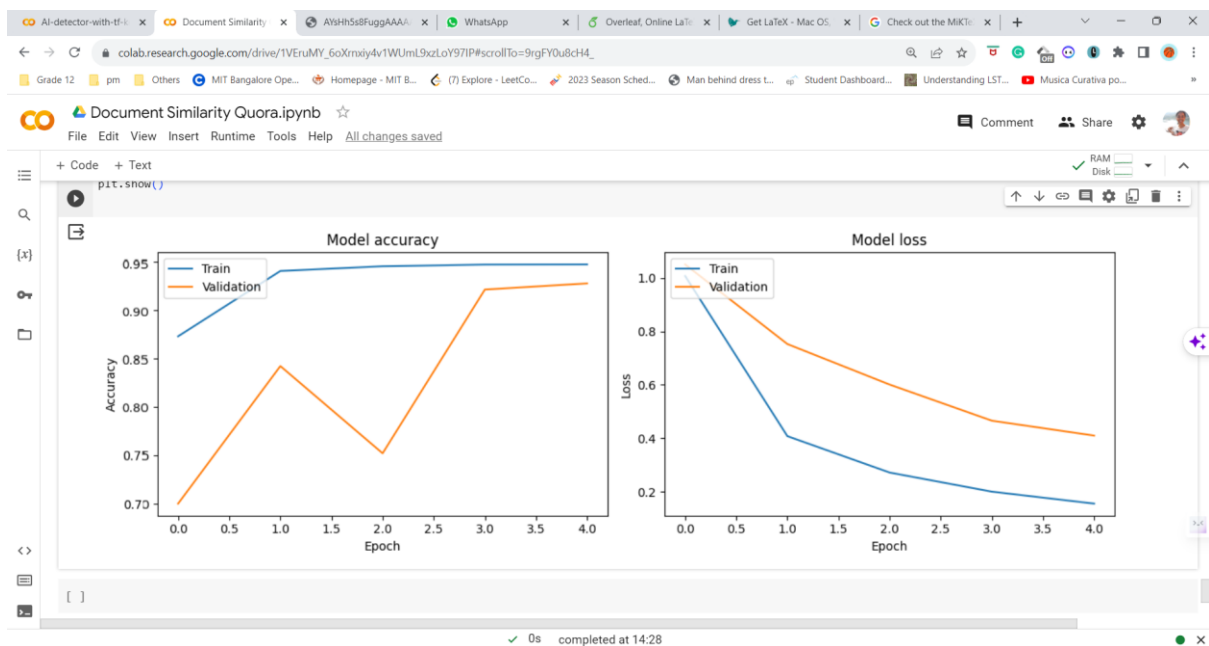 AI-detector-with-tf-i
Document Similarity
AYsHh5s8FuggAAAA
WhatsApp
Overleaf, Online LaTe
Get LaTeX - Mac OS,
Check out the MiKTe
colab.research.google.com/drive/1VEruMY_6oXrnxiy4v1WUmL9xzLoY97IP#scrollTo=9rgFY0u8cH4_
Off
Grade 12
pm
Others
MIT Bangalore Ope...
Homepage - MIT B...
(7) Explore - LeetCo...
2023 Season Sched...
Man behind dress t...
Student Dashboard...
Understanding LST...
Musica Curativa po...
Document Similarity Quora.ipynb
Comment
Share
File Edit View Insert Runtime Tools Help All changes saved
+ Code + Text
RAM
Disk
plt.show()
{x}
Model accuracy
Train
Validation
0.95
0.90
0.85
0.80
0.75
0.70
Accuracy
0.0 0.5 1.0 1.5 2.0 2.5 3.0 3.5 4.0
Epoch
Model loss
Train
Validation
1.0
0.8
0.6
0.4
0.2
Loss
0.0 0.5 1.0 1.5 2.0 2.5 3.0 3.5 4.0
Epoch
[ ]
0s completed at 14:28